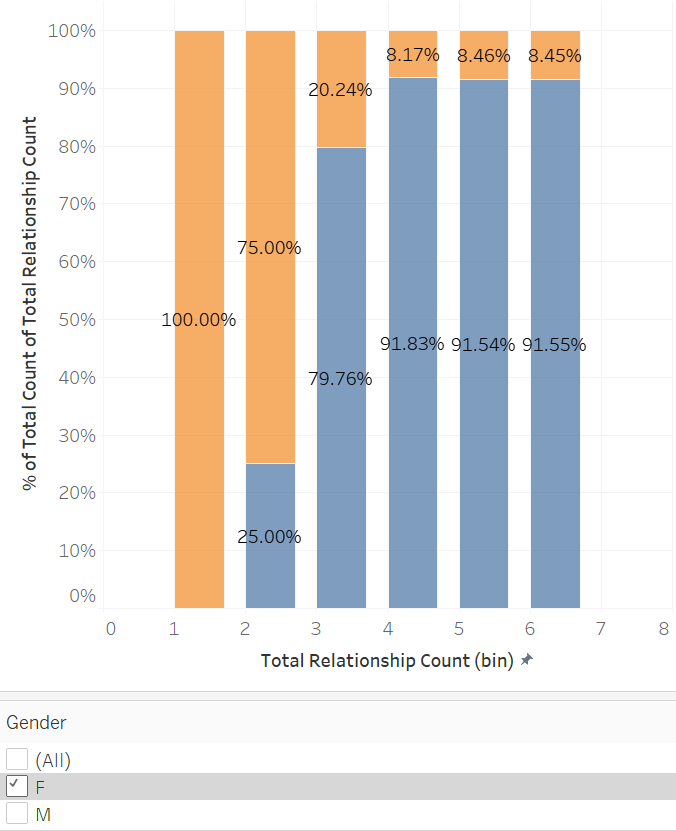 100%
90%
80%
70%
60%
50%
40%
30%
20%
10%
0%
% of Total Count of Total Relationship Count
8.17% 8.46% 8.45%
20.24%
75.00%
100.00%
91.83% 91.54% 91.55%
79.76%
25.00%
0 1 2 3 4 5 6 7 8
Total Relationship Count (bin)
Gender
(All)
F
M